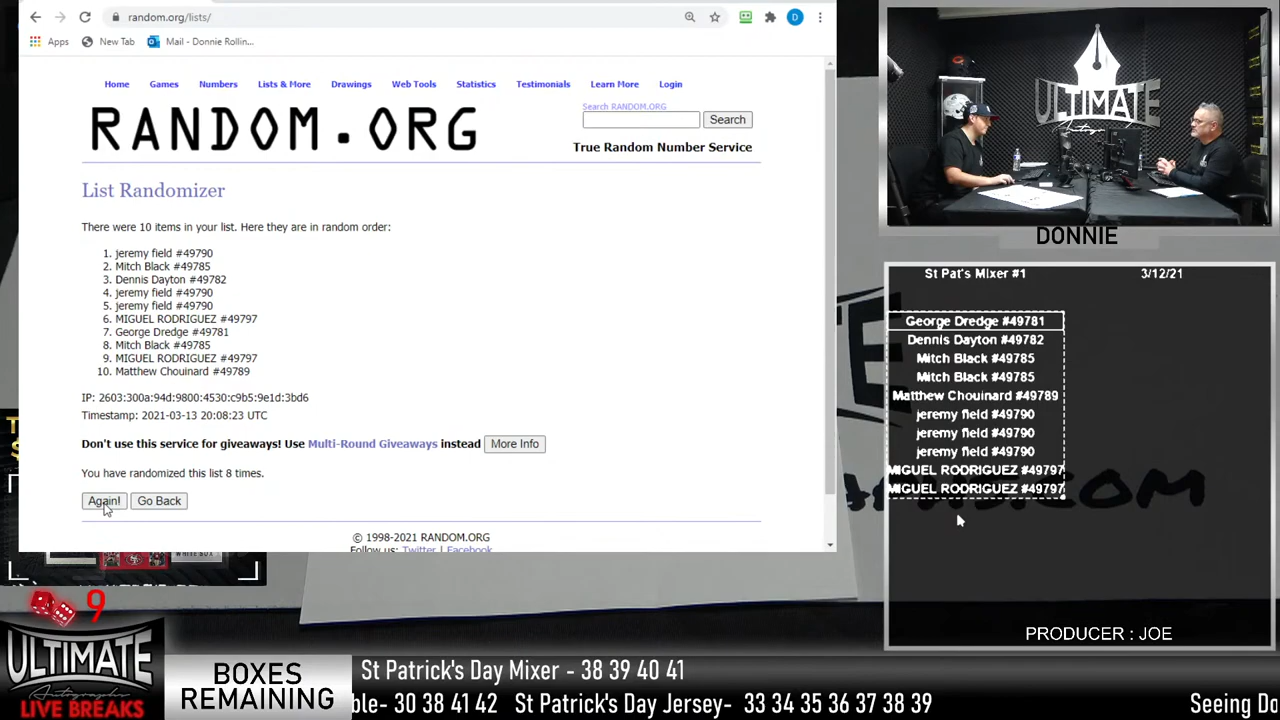 random.org/lists/
Apps New Tab Mail - Donnie Rollin...
Home Games Numbers Lists & More Drawings Web Tools Statistics Testimonials Learn More Login
RANDOM.ORG
Search RANDOM.ORG
Search
True Random Number Service
List Randomizer
There were 10 items in your list. Here they are in random order:
1. jeremy field #49790
2. Mitch Black #49785
3. Dennis Dayton #49782
4. jeremy field #49790
5. jeremy field #49790
6. MIGUEL RODRIGUEZ #49797
7. George Dredge #49781
8. Mitch Black #49785
9. MIGUEL RODRIGUEZ #49797
10. Matthew Chouinard #49789
IP: 2603:300a:94d:9800:4530:c9b5:9e1d:3bd6
Timestamp: 2021-03-13 20:08:23 UTC
Don't use this service for giveaways! Use Multi-Round Giveaways instead More Info
You have randomized this list 8 times.
Again! Go Back
© 1998-2021 RANDOM.ORG
Follow us: Twitter | Facebook
D
ULTIMATE
Autographs
DONNIE
St Pat's Mixer #1 3/12/21
George Dredge #49781
Dennis Dayton #49782
Mitch Black #49785
Mitch Black #49785
Matthew Chouinard #49789
jeremy field #49790
jeremy field #49790
jeremy field #49790
MIGUEL RODRIGUEZ #49797
MIGUEL RODRIGUEZ #49797
PRODUCER : JOE
WHITE BOX
9
ULTIMATE
Autographs
LIVE BREAKS
BOXES
REMAINING
St Patrick's Day Mixer - 38 39 40 41
ble- 30 38 41 42 St Patrick's Day Jersey- 33 34 35 36 37 38 39 Seeing Do